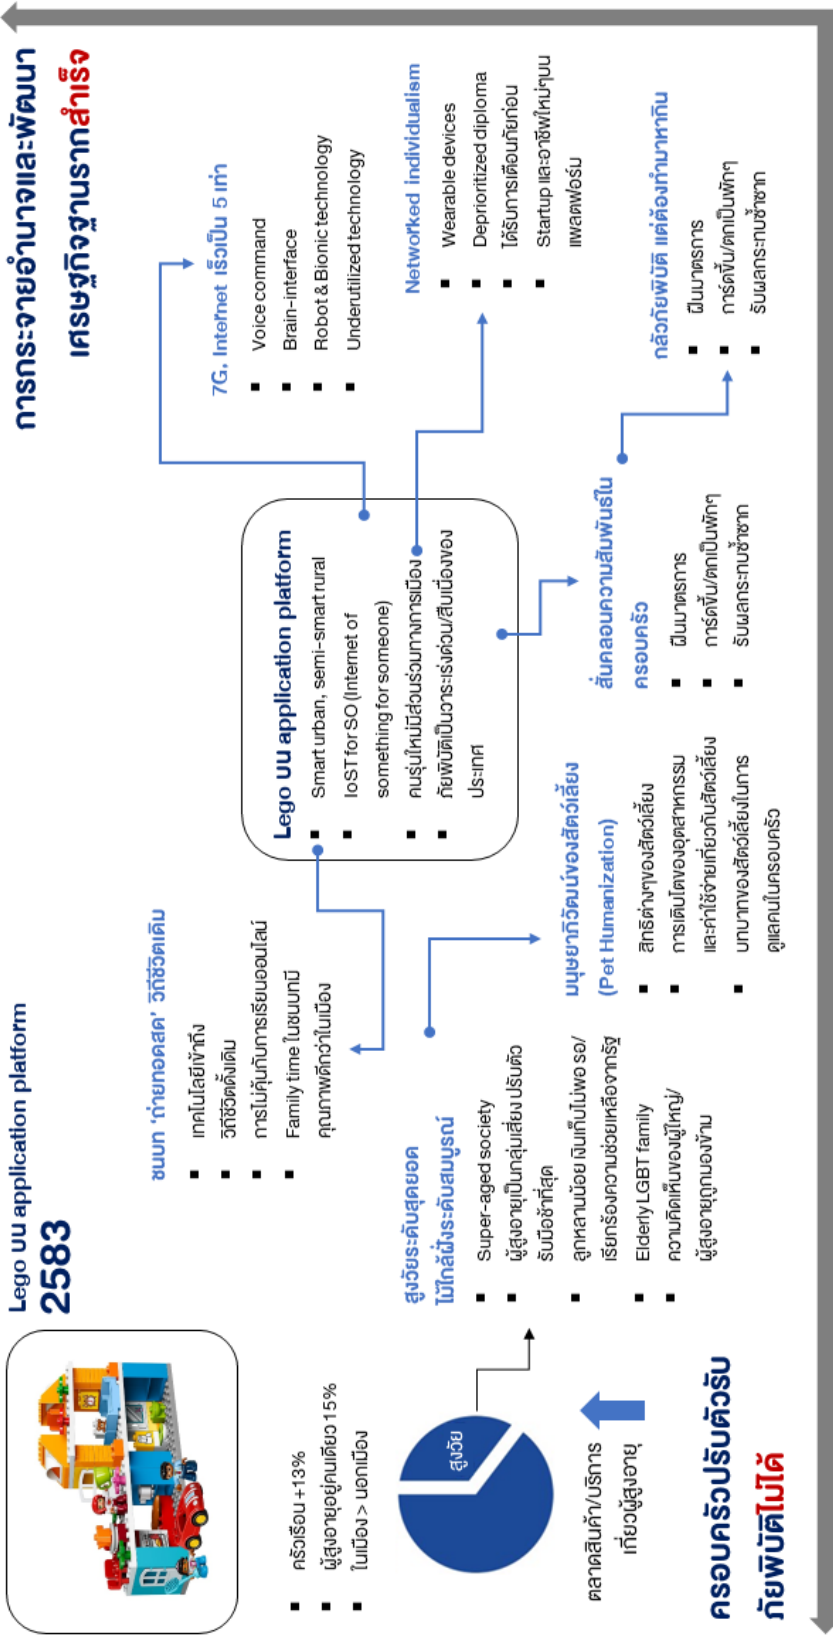 Lego บน application platform
2583
การกระจายอำนาจและพัฒนา
เศรษฐกิจฐานรากสำเร็จ
ครัวเรือน +13%
ผู้สูงอายุอยู่คนเดียว 15%
ในเมือง > นอกเมือง
ชนบท ‘ถ่ายทอดสด’ วิถีชีวิตเดิม
เทคโนโลยีเข้าถึง
วิถีชีวิตดั้งเดิม
การไม่คุ้นกับการเรียนออนไลน์
Family time ในชนบทมี
คุณภาพดีกว่าในเมือง
Lego บน application platform
Smart urban, semi-smart rural
IoST for SO (Internet of
something for someone)
คนรุ่นใหม่มีส่วนร่วมทางการเมือง
ภัยพิบัติเป็นวาระเร่งด่วน/สืบเนื่องของ
ประเทศ
7G, Internet เร็วเป็น 5 เท่า
Voice command
Brain-interface
Robot & Bionic technology
Underutilized technology
Networked individualism
Wearable devices
Deprioritized diploma
ได้รับการเตือนภัยก่อน
Startup และอาชีพใหม่ๆบน
แพลตฟอร์ม
สูงวัย
ตลาดสินค้า/บริการ
เกี่ยวผู้สูงอายุ
สูงวัยระดับสุดยอด
ไม้ใกล้ฝั่งระดับสมบูรณ์
Super-aged society
ผู้สูงอายุเป็นกลุ่มเสี่ยง ปรับตัว
รับมือช้าที่สุด
ลูกหลานน้อย เงินเก็บไม่พอ รอ/
เรียกร้องความช่วยเหลือจากรัฐ
Elderly LGBT family
ความคิดเห็นของผู้ใหญ่/
ผู้สูงอายุถูกมองข้าม
มนุษยาภิวัฒน์ของสัตว์เลี้ยง
(Pet Humanization)
สิทธิต่างๆของสัตว์เลี้ยง
การเติบโตของอุตสาหกรรม
และค่าใช้จ่ายเกี่ยวกับสัตว์เลี้ยง
บทบาทของสัตว์เลี้ยงในการ
ดูแลคนในครอบครัว
สั่นคลอนความสัมพันธ์ใน
ครอบครัว
ฝืนมาตรการ
การ์ดขึ้น/ตกเป็นพักๆ
รับผลกระทบซ้ำซาก
กลัวภัยพิบัติ แต่ต้องทำมาหากิน
ฝืนมาตรการ
การ์ดขึ้น/ตกเป็นพักๆ
รับผลกระทบซ้ำซาก
ครอบครัวปรับตัวรับ
ภัยพิบัติไม่ได้